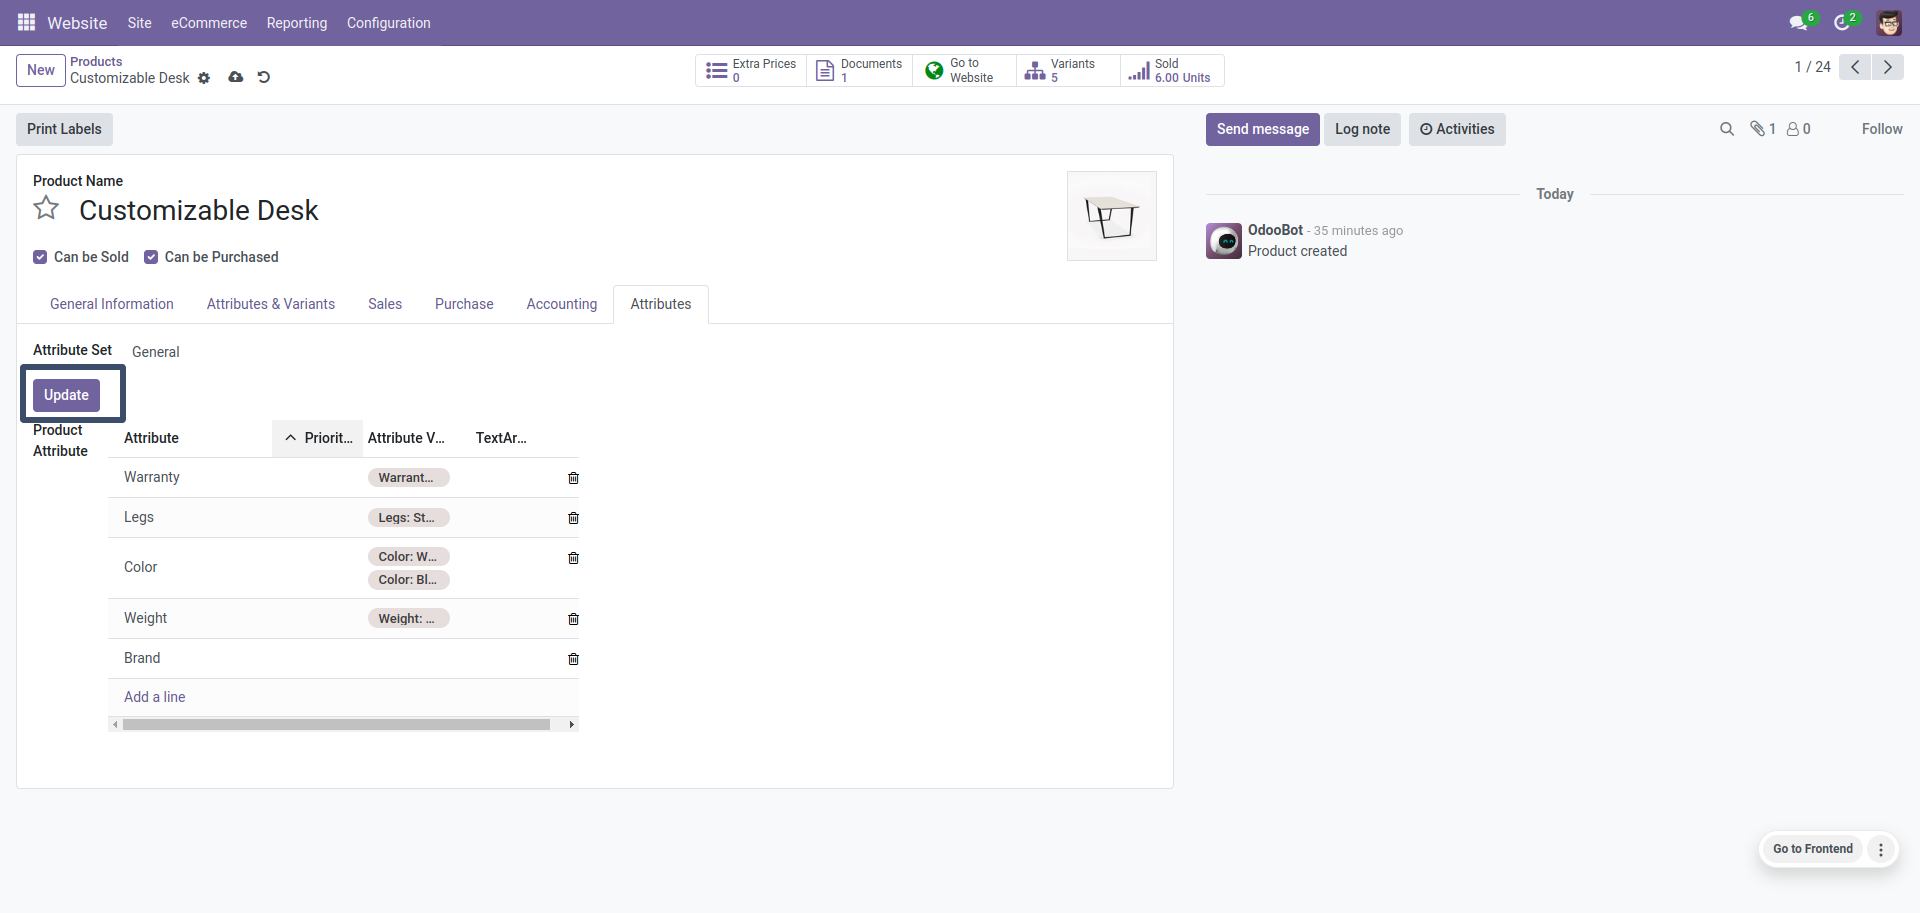 Website Site eCommerce Reporting Configuration 6 2
New Products
Customizable Desk
Extra Prices
0
Documents
1
Go to
Website
Variants
5
Sold
6.00 Units
1 / 24
Print Labels
Send message Log note Activities 1 0 Follow
Product Name
Customizable Desk
Can be Sold Can be Purchased
General Information Attributes & Variants Sales Purchase Accounting Attributes
Attribute Set General
Update
Product
Attribute
Attribute Priorit... Attribute V... TextAr...
Warranty Warrant...
Legs Legs: St...
Color Color: W...
Color: Bl...
Weight Weight: ...
Brand
Add a line
Today
OdooBot - 35 minutes ago
Product created
Go to Frontend